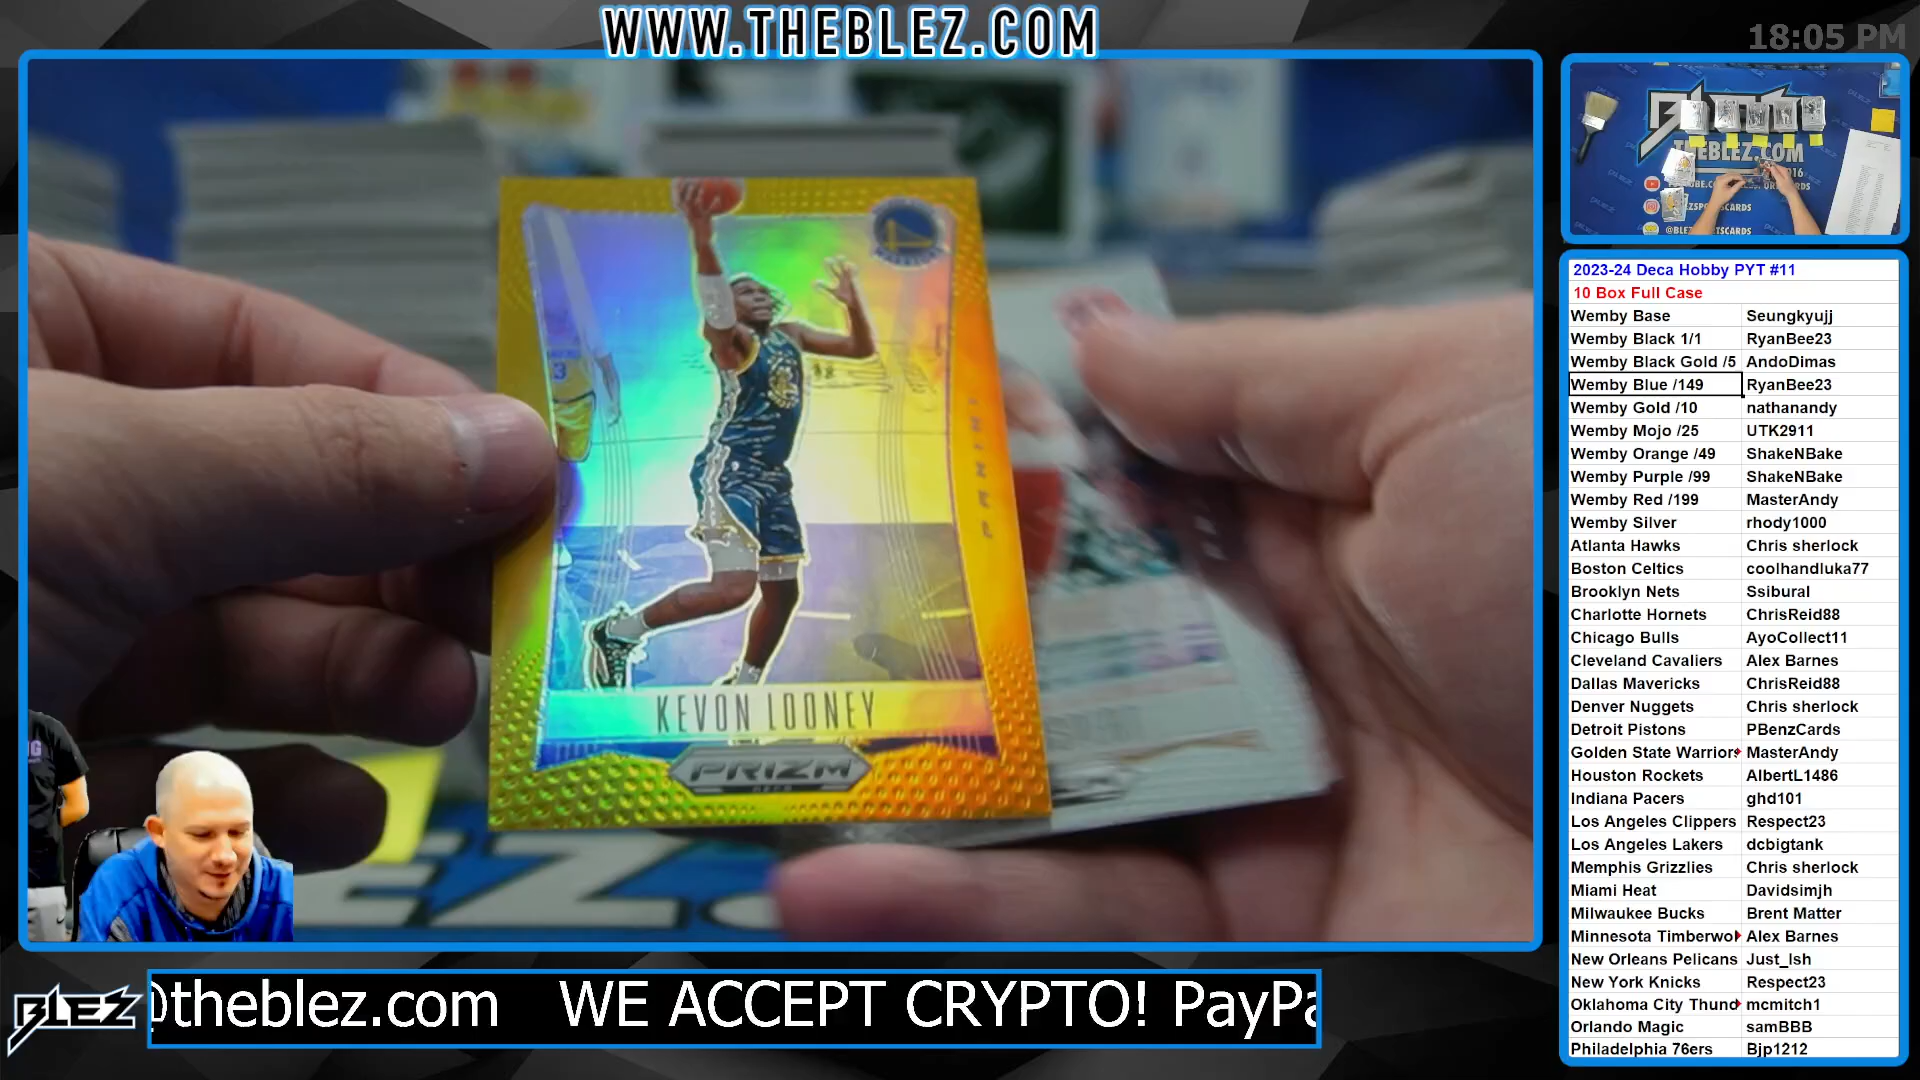 WWW.THEBLEZ.COM
18:05 PM
WARRIORS
PANINI
KEVON LOONEY
PRIZM
DECA
THEBLEZ.COM
2023-24 Deca Hobby PYT #11
10 Box Full Case
Wemby Base Seungkyujj
Wemby Black 1/1 RyanBee23
Wemby Black Gold /5 AndoDimas
Wemby Blue /149 RyanBee23
Wemby Gold /10 nathanandy
Wemby Mojo /25 UTK2911
Wemby Orange /49 ShakeNBake
Wemby Purple /99 ShakeNBake
Wemby Red /199 MasterAndy
Wemby Silver rhody1000
Atlanta Hawks Chris sherlock
Boston Celtics coolhandluka77
Brooklyn Nets Ssibural
Charlotte Hornets ChrisReid88
Chicago Bulls AyoCollect11
Cleveland Cavaliers Alex Barnes
Dallas Mavericks ChrisReid88
Denver Nuggets Chris sherlock
Detroit Pistons PBenzCards
Golden State Warriors MasterAndy
Houston Rockets AlbertL1486
Indiana Pacers ghd101
Los Angeles Clippers Respect23
Los Angeles Lakers dcbigtank
Memphis Grizzlies Chris sherlock
Miami Heat Davidsimjh
Milwaukee Bucks Brent Matter
Minnesota Timberwol Alex Barnes
New Orleans Pelicans Just_Ish
New York Knicks Respect23
Oklahoma City Thund mcmitch1
Orlando Magic samBBB
Philadelphia 76ers Bjp1212
BLEZ
@theblez.com WE ACCEPT CRYPTO! PayPa